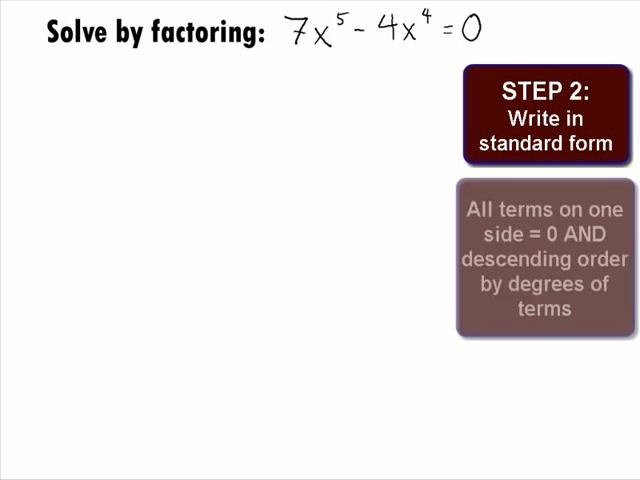 Solve by factoring: 7x⁵ - 4x⁴ = 0
STEP 2:
Write in
standard form
All terms on one
side = 0 AND
descending order
by degrees of
terms